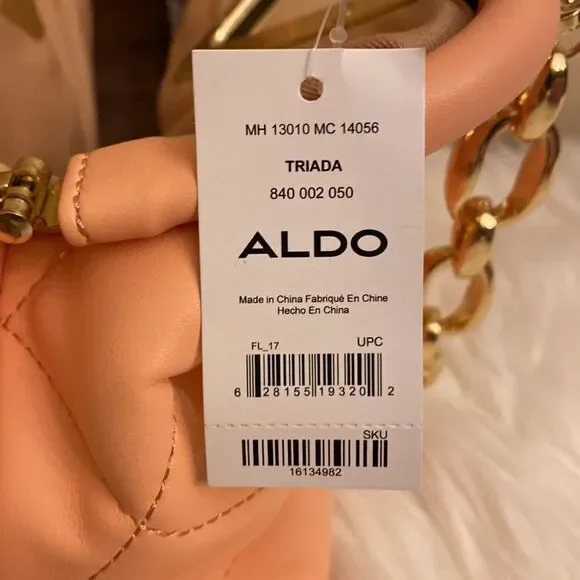 MH 13010 MC 14056
TRIADA
840 002 050
ALDO
Made in China Fabriqué En Chine
Hecho En China
FL_17 UPC
6 28155 19320 2
SKU
16134982